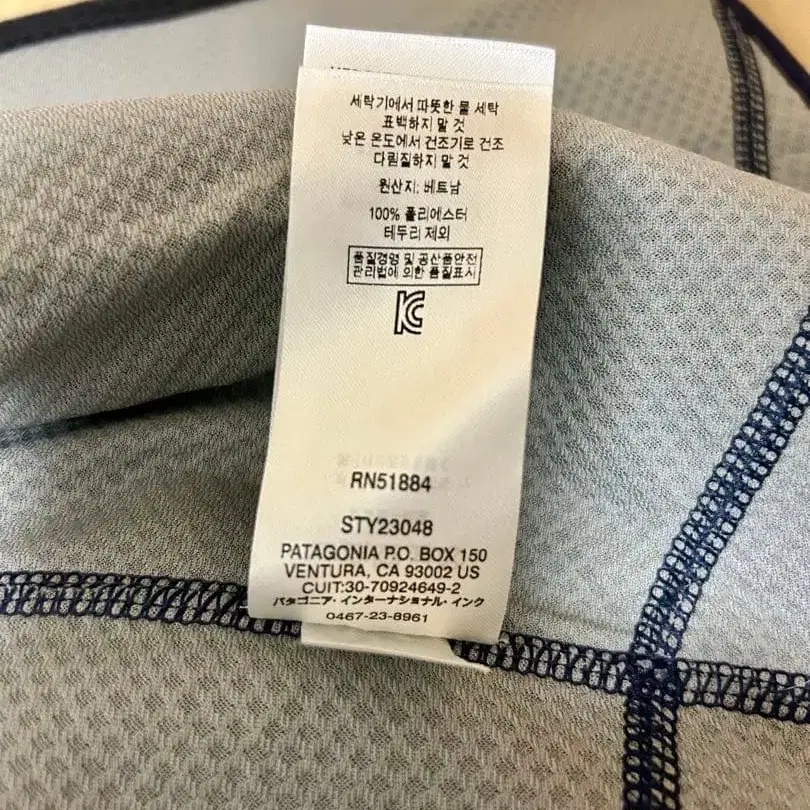 세탁기에서 따뜻한 물 세탁
표백하지 말 것
낮은 온도에서 건조기로 건조
다림질하지 말 것
원산지: 베트남
100% 폴리에스터
테두리 제외
품질경영 및 공산품안전
관리법에 의한 품질표시
KC
RN51884
STY23048
PATAGONIA P.O. BOX 150
VENTURA, CA 93002 US
CUIT:30-70924649-2
パタゴニア・インターナショナル・インク
0467-23-8961